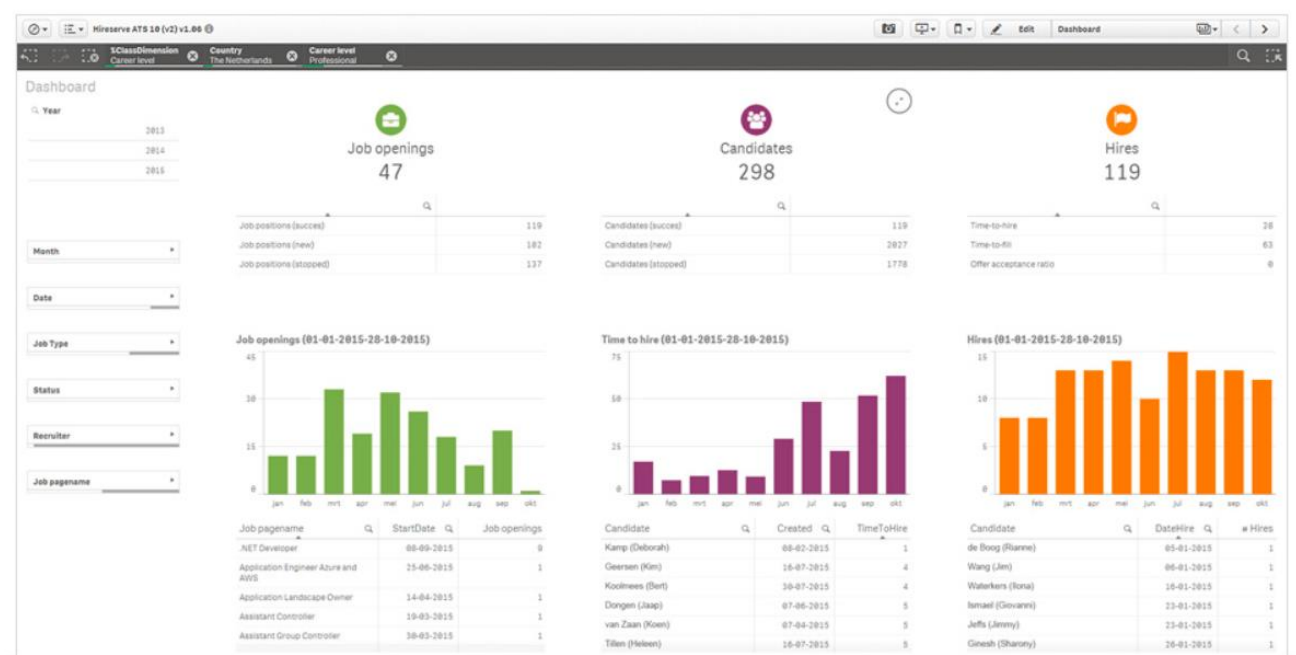 Hireserve ATS 10 (v2) v1.06
Edit
Dashboard
SClassDimension
Career level
Country
The Netherlands
Career level
Professional
Dashboard
Year
2013
2014
2015
Month
Date
Job Type
Status
Recruiter
Job pagename
Job openings
47
Job positions (succes) 119
Job positions (new) 102
Job positions (stopped) 137
Candidates
298
Candidates (succes) 119
Candidates (new) 2027
Candidates (stopped) 1778
Hires
119
Time-to-hire 28
Time-to-fill 63
Offer acceptance ratio 0
Job openings (01-01-2015-28-10-2015)
45
30
15
0
jan feb mrt apr mei jun jul aug sep okt
Time to hire (01-01-2015-28-10-2015)
75
50
25
0
jan feb mrt apr mei jun jul aug sep okt
Hires (01-01-2015-28-10-2015)
15
10
5
0
jan feb mrt apr mei jun jul aug sep okt
Job pagename StartDate Job openings
.NET Developer 08-09-2015 0
Application Engineer Azure and AWS 25-06-2015 1
Application Landscape Owner 14-04-2015 1
Assistant Controller 19-03-2015 1
Assistant Group Controller 30-03-2015 1
Candidate Created TimeToHire
Kamp (Deborah) 08-02-2015 1
Geersen (Kim) 16-07-2015 4
Koolmees (Bert) 30-07-2015 4
Dongen (Jaap) 07-06-2015 5
van Zaan (Koen) 07-04-2015 5
Tillen (Heleen) 16-07-2015 5
Candidate DateHire # Hires
de Boog (Rianne) 05-01-2015 1
Wang (Jim) 06-01-2015 1
Waterkers (Ilona) 16-01-2015 1
Ismael (Giovanni) 23-01-2015 1
Jeffs (Jimmy) 23-01-2015 1
Ginesh (Sharony) 26-01-2015 1